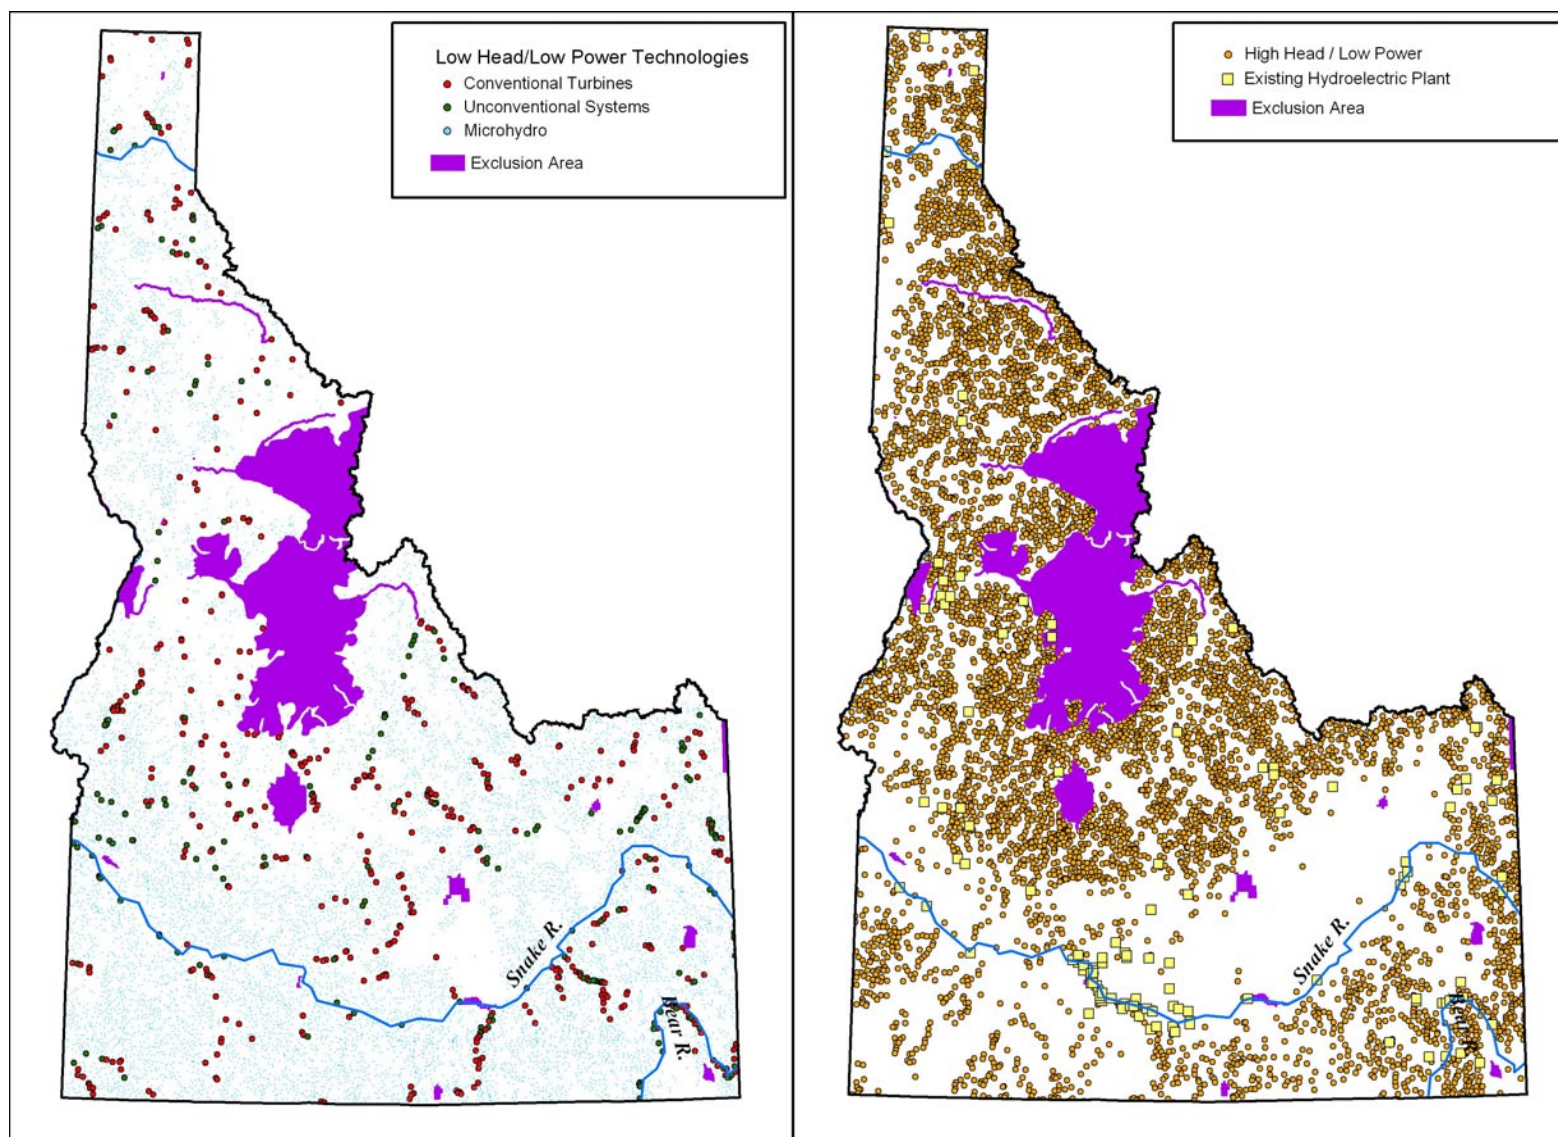 Low Head/Low Power Technologies
Conventional Turbines
Unconventional Systems
Microhydro
Exclusion Area
Snake R.
Bear R.
High Head / Low Power
Existing Hydroelectric Plant
Exclusion Area
Snake R.
Bear R.